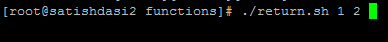 [root@satishdasi2 functions]# ./return.sh 1 2